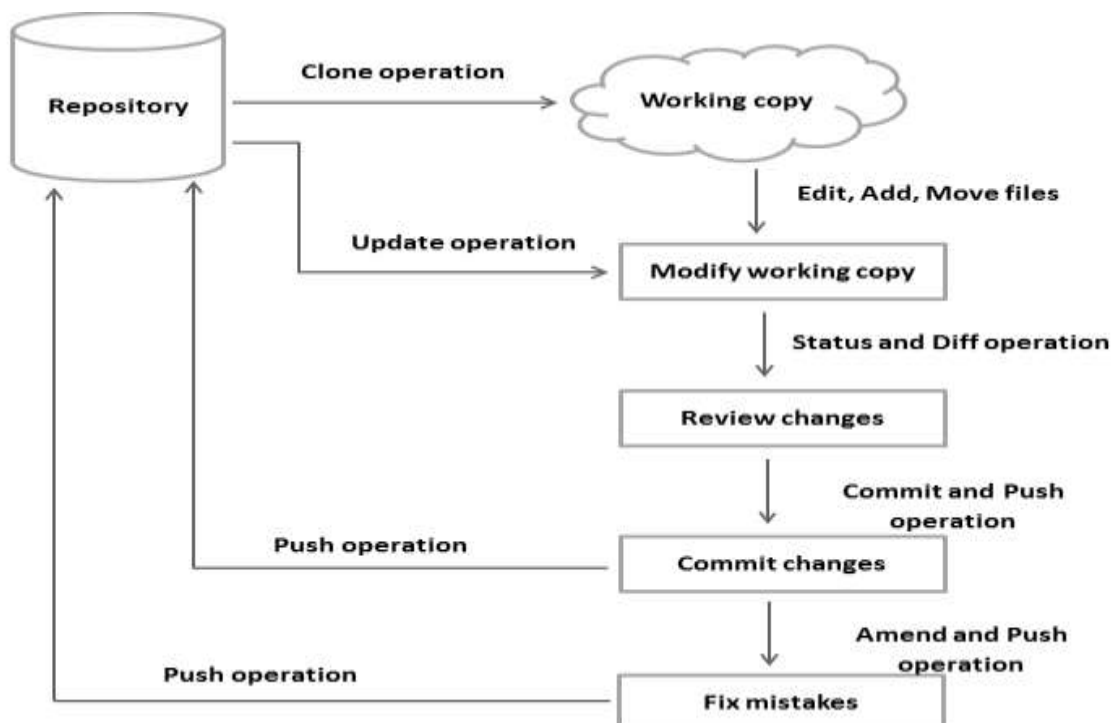 Clone operation
Repository
Working copy
Edit, Add, Move files
Update operation
Modify working copy
Status and Diff operation
Review changes
Commit and Push
operation
Push operation
Commit changes
Amend and Push
operation
Push operation
Fix mistakes